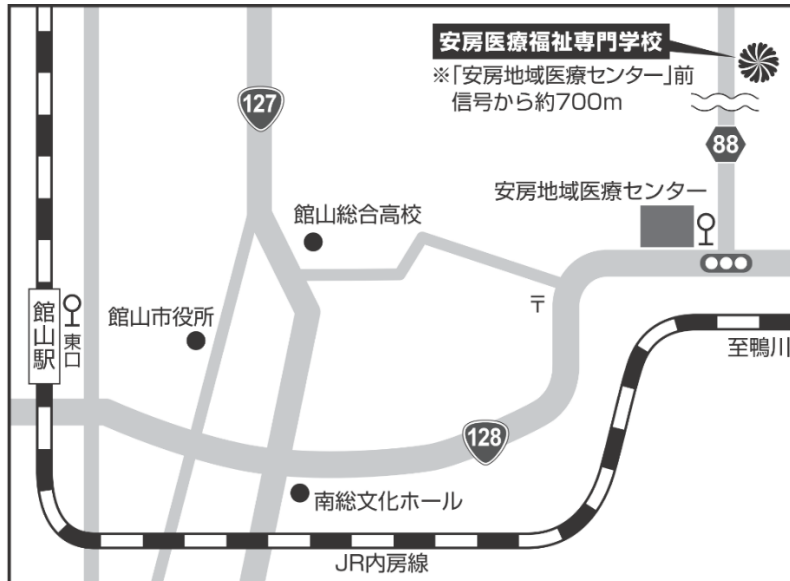 安房医療福祉専門学校
※「安房地域医療センター」前
信号から約700m
127
88
安房地域医療センター
館山総合高校
〒
館山駅
東口
館山市役所
至鴨川
128
南総文化ホール
JR内房線